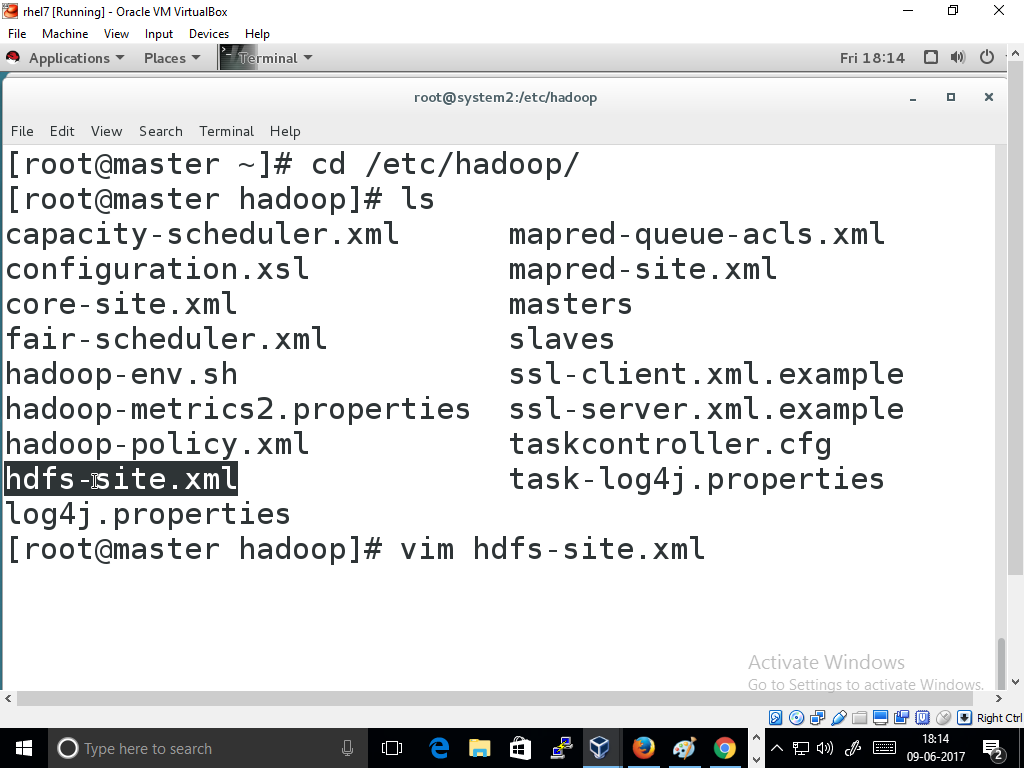 rhel7 [Running] - Oracle VM VirtualBox
File Machine View Input Devices Help
Applications Places Terminal Fri 18:14
root@system2:/etc/hadoop
File Edit View Search Terminal Help
[root@master ~]# cd /etc/hadoop/
[root@master hadoop]# ls
capacity-scheduler.xml mapred-queue-acls.xml
configuration.xsl mapred-site.xml
core-site.xml masters
fair-scheduler.xml slaves
hadoop-env.sh ssl-client.xml.example
hadoop-metrics2.properties ssl-server.xml.example
hadoop-policy.xml taskcontroller.cfg
hdfs-site.xml task-log4j.properties
log4j.properties
[root@master hadoop]# vim hdfs-site.xml
Activate Windows
Go to Settings to activate Windows.
Right Ctrl
Type here to search
18:14
09-06-2017
2